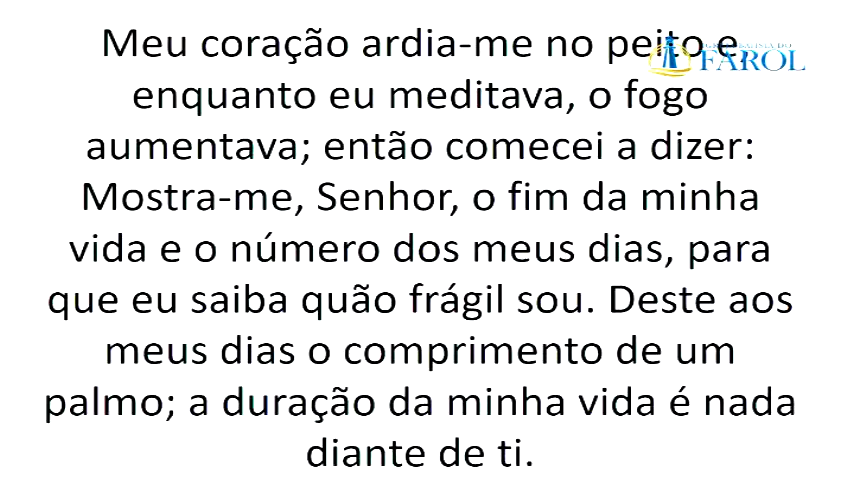 Meu coração ardia-me no peito e
enquanto eu meditava, o fogo
aumentava; então comecei a dizer:
Mostra-me, Senhor, o fim da minha
vida e o número dos meus dias, para
que eu saiba quão frágil sou. Deste aos
meus dias o comprimento de um
palmo; a duração da minha vida é nada
diante de ti.
FAROL